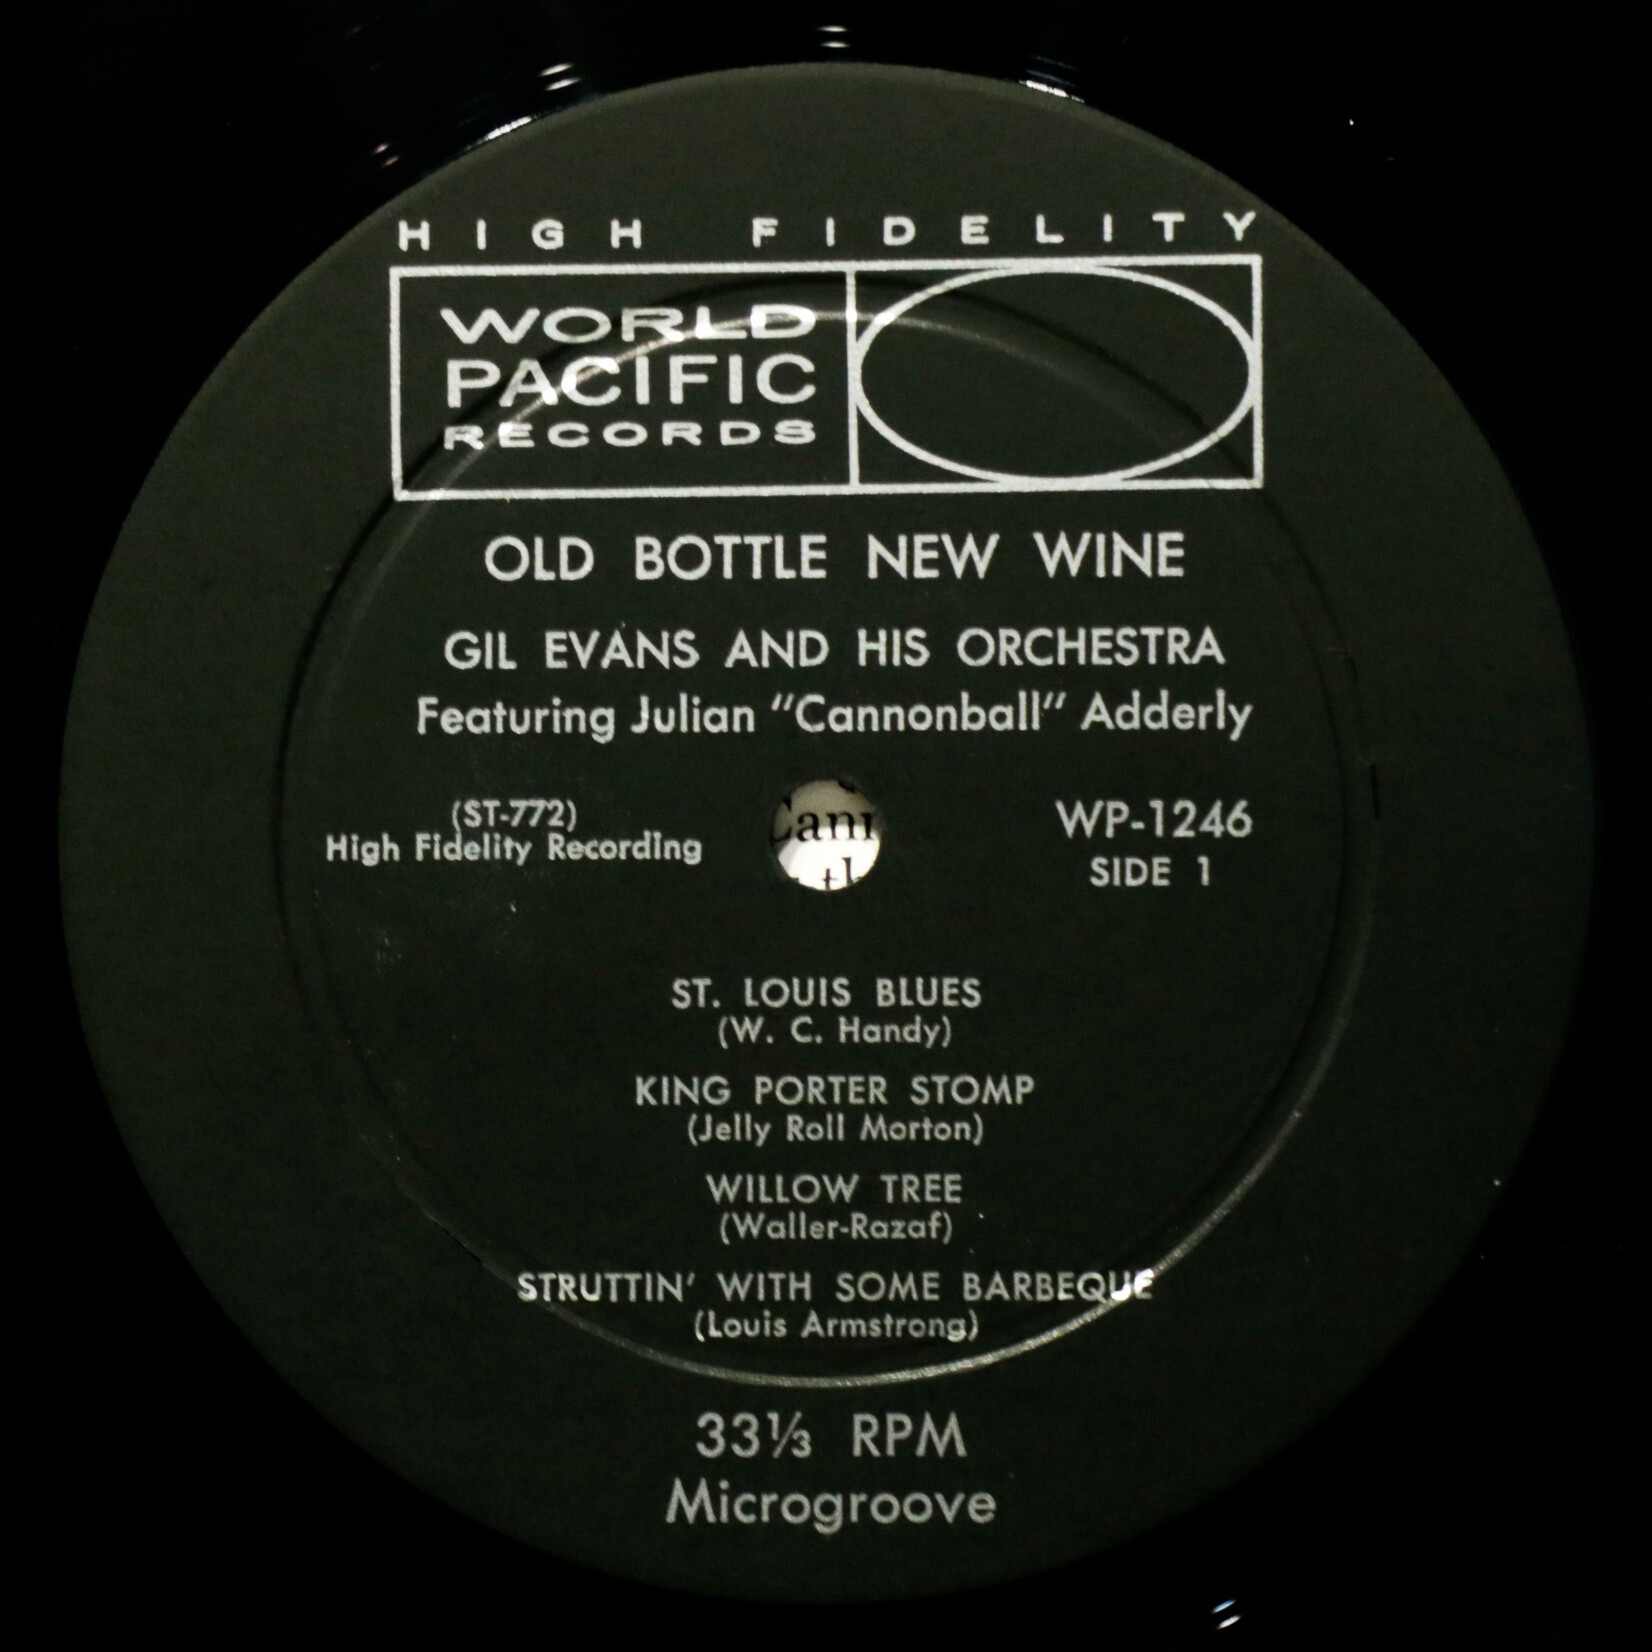 HIGH FIDELITY
WORLD
PACIFIC
RECORDS
OLD BOTTLE NEW WINE
GIL EVANS AND HIS ORCHESTRA
Featuring Julian "Cannonball" Adderly
(ST-772)
High Fidelity Recording
WP-1246
SIDE 1
ST. LOUIS BLUES
(W. C. Handy)
KING PORTER STOMP
(Jelly Roll Morton)
WILLOW TREE
(Waller-Razaf)
STRUTTIN' WITH SOME BARBEQUE
(Louis Armstrong)
33⅓ RPM
Microgroove